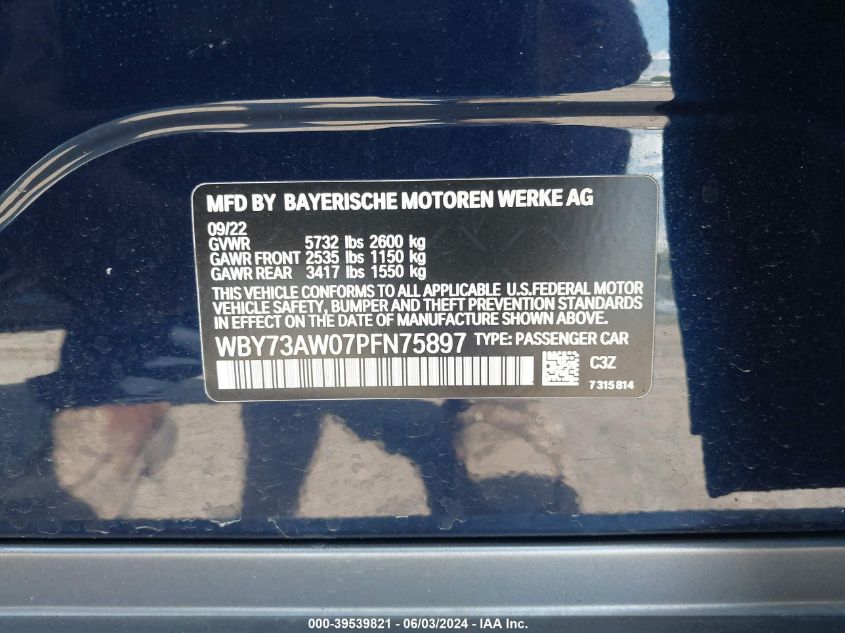 MFD BY BAYERISCHE MOTOREN WERKE AG
09/22
GVWR 5732 lbs 2600 kg
GAWR FRONT 2535 lbs 1150 kg
GAWR REAR 3417 lbs 1550 kg
THIS VEHICLE CONFORMS TO ALL APPLICABLE U.S.FEDERAL MOTOR
VEHICLE SAFETY, BUMPER AND THEFT PREVENTION STANDARDS
IN EFFECT ON THE DATE OF MANUFACTURE SHOWN ABOVE.
WBY73AW07PFN75897 TYPE: PASSENGER CAR
C3Z
7315814
000-39539821 - 06/03/2024 - IAA Inc.